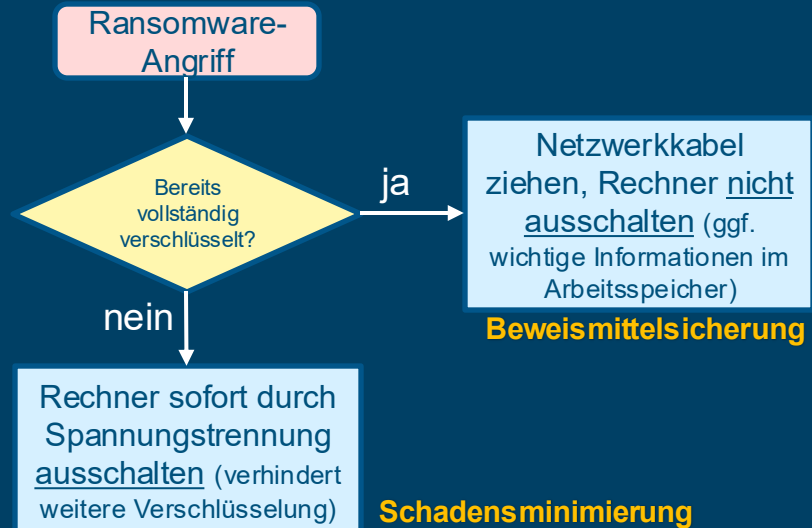 Ransomware-
Angriff
Bereits
vollständig
verschlüsselt?
ja
Netzwerkkabel
ziehen, Rechner nicht
ausschalten (ggf.
wichtige Informationen im
Arbeitsspeicher)
Beweismittelsicherung
nein
Rechner sofort durch
Spannungstrennung
ausschalten (verhindert
weitere Verschlüsselung)
Schadensminimierung